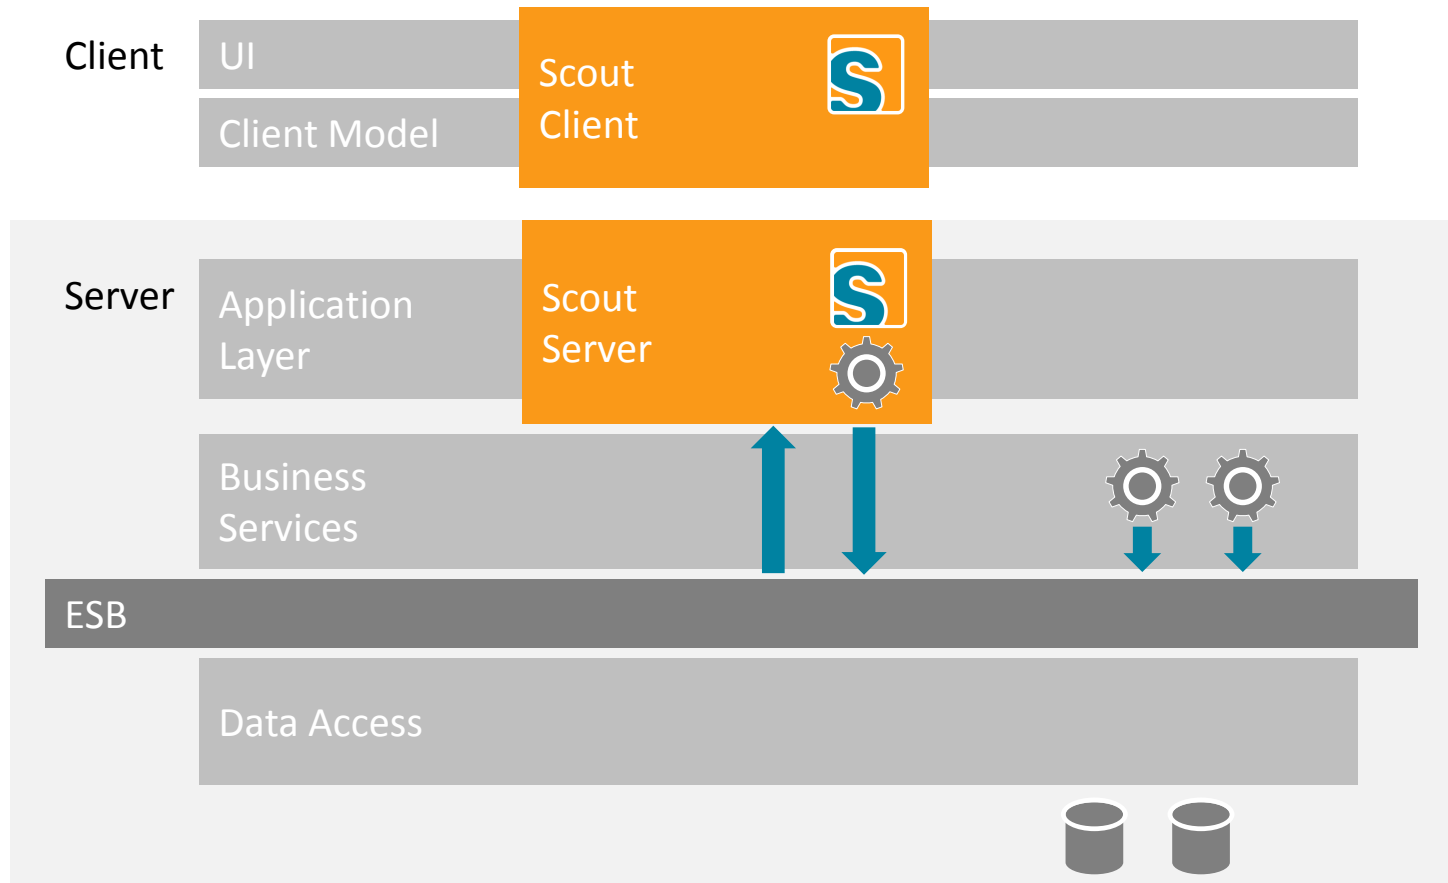 Client
UI
Client Model
Scout
Client
S
Server
Application
Layer
Scout
Server
S
Business
Services
ESB
Data Access